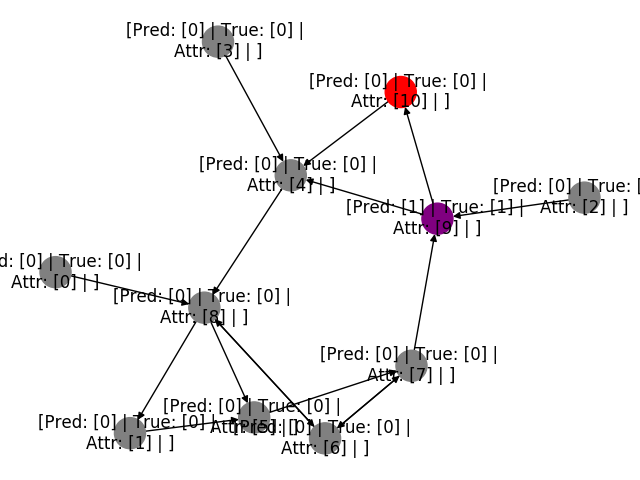 [Pred: [0] | True: [0] |
Attr: [3] | ]
[Pred: [0] | True: [0] |
Attr: [10] | ]
[Pred: [0] | True: [0] |
Attr: [4] | ]
[Pred: [0] | True: [
Attr: [2] | ]
[Pred: [1] | True: [1] |
Attr: [9] | ]
d: [0] | True: [0] |
Attr: [0] | ]
[Pred: [0] | True: [0] |
Attr: [8] | ]
[Pred: [0] | True: [0] |
Attr: [7] | ]
[Pred: [0] | True: [0] |
Attr: [5] | ]
[Pred: [0] | True: [0] |
Attr: [1] | ]
[Pred: [0] | True: [0] |
Attr: [6] | ]